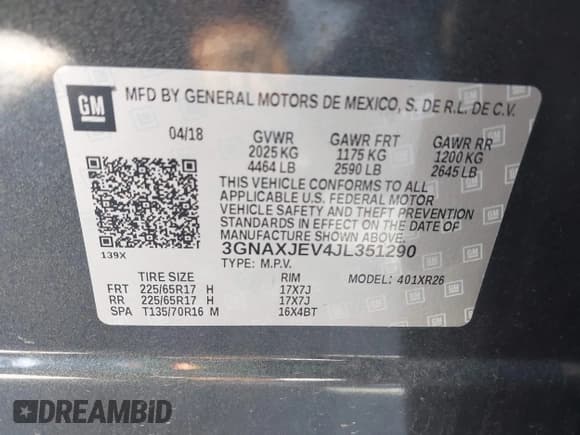 GM
MFD BY GENERAL MOTORS DE MEXICO, S. DE R.L. DE C.V.
04/18 GVWR GAWR FRT GAWR RR
2025 KG 1175 KG 1200 KG
4464 LB 2590 LB 2645 LB
THIS VEHICLE CONFORMS TO ALL
APPLICABLE U.S. FEDERAL MOTOR
VEHICLE SAFETY AND THEFT PREVENTION
STANDARDS IN EFFECT ON THE DATE OF
MANUFACTURE SHOWN ABOVE.
139X 3GNAXJEV4JL351290
TYPE: M.P.V. MODEL: 401XR26
TIRE SIZE RIM
FRT 225/65R17 H 17X7J
RR 225/65R17 H 17X7J
SPA T135/70R16 M 16X4BT
DREAMBID